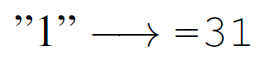 ”1” ⟶ =31